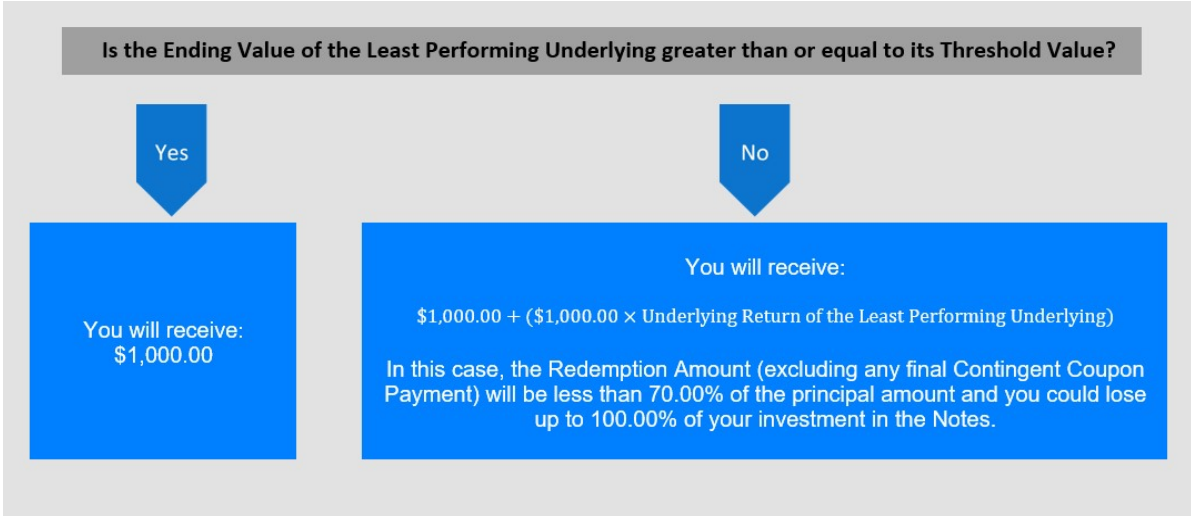 Is the Ending Value of the Least Performing Underlying greater than or equal to its Threshold Value?
Yes
No
You will receive:
$1,000.00
You will receive:
$1,000.00 + ($1,000.00 × Underlying Return of the Least Performing Underlying)
In this case, the Redemption Amount (excluding any final Contingent Coupon
Payment) will be less than 70.00% of the principal amount and you could lose
up to 100.00% of your investment in the Notes.